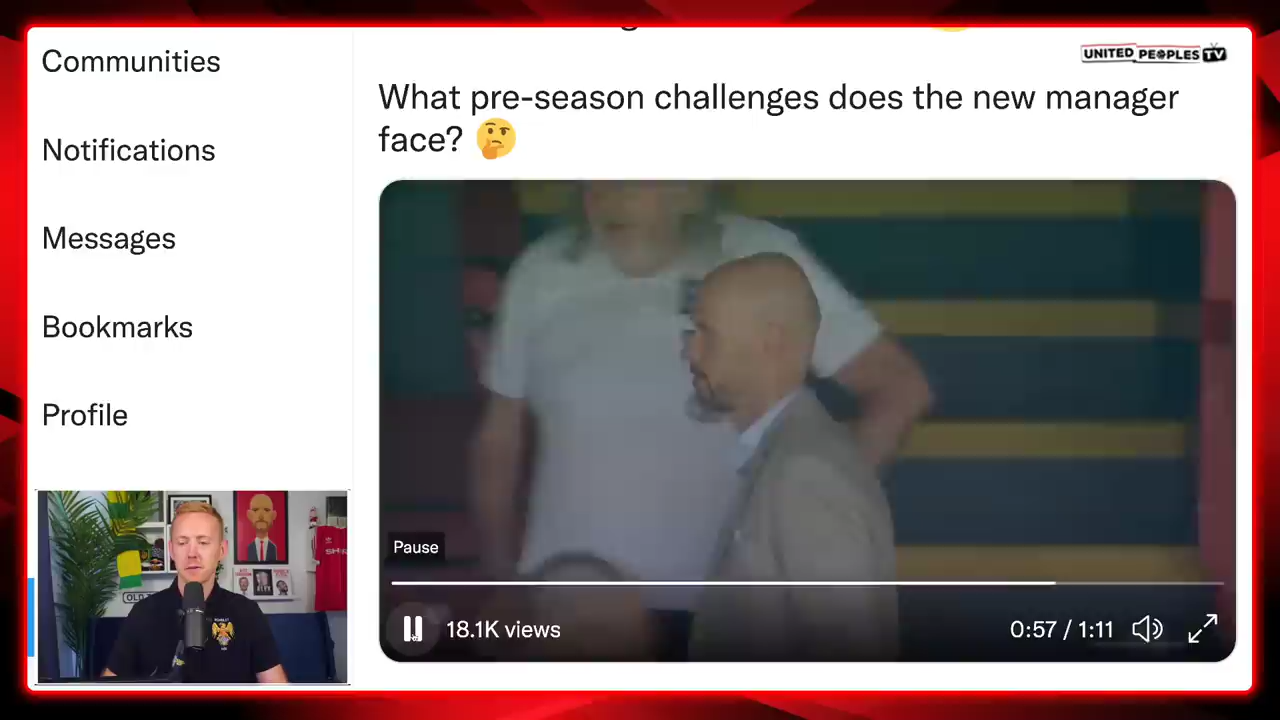 Communities
Notifications
Messages
Bookmarks
Profile
UNITED PEOPLES TV
What pre-season challenges does the new manager
face? 🤔
Pause
18.1K views
0:57 / 1:11